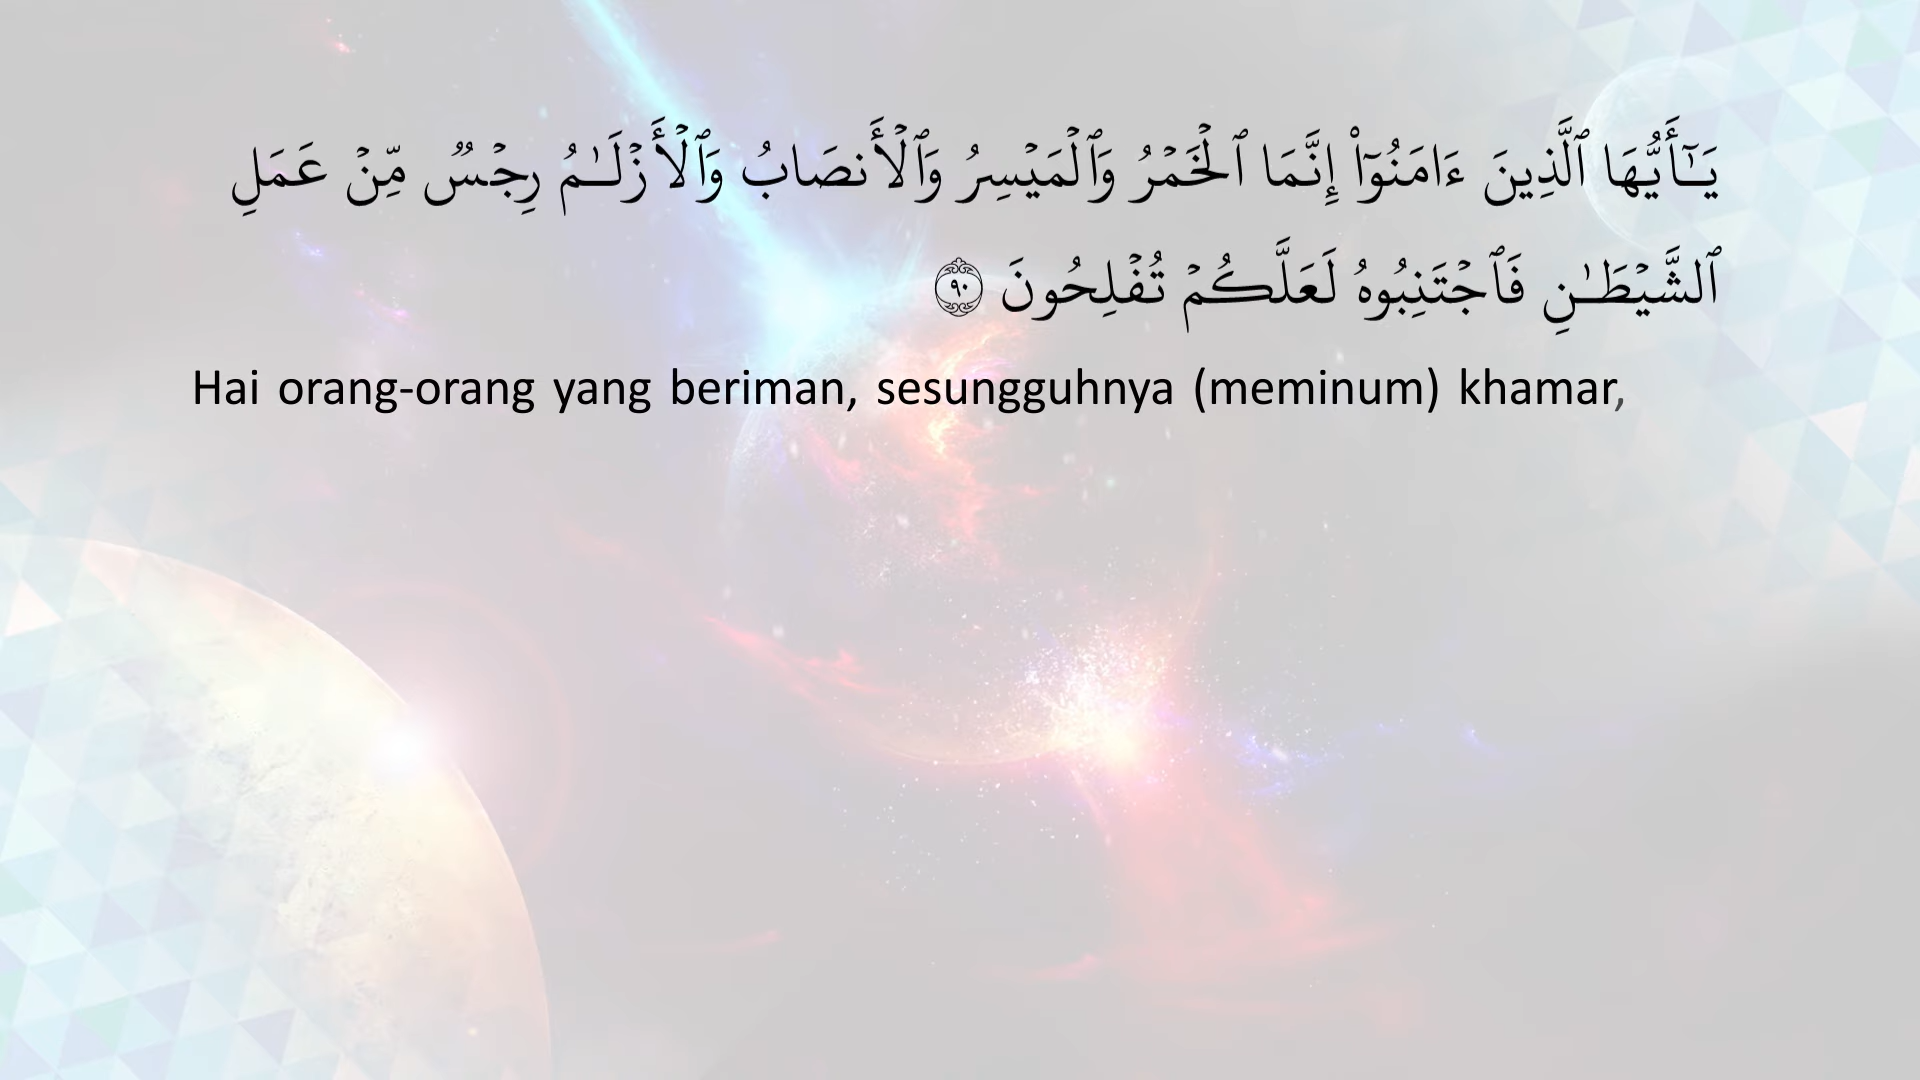 يَـٰٓأَيُّهَا ٱلَّذِينَ ءَامَنُوٓا۟ إِنَّمَا ٱلْخَمْرُ وَٱلْمَيْسِرُ وَٱلْأَنصَابُ وَٱلْأَزْلَـٰمُ رِجْسٌ مِّنْ عَمَلِ
ٱلشَّيْطَـٰنِ فَٱجْتَنِبُوهُ لَعَلَّكُمْ تُفْلِحُونَ ٩٠
Hai orang-orang yang beriman, sesungguhnya (meminum) khamar,